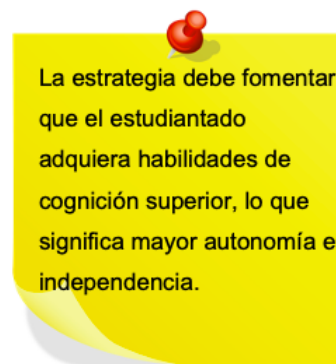 La estrategia debe fomentar
que el estudiantado
adquiera habilidades de
cognición superior, lo que
significa mayor autonomía e
independencia.